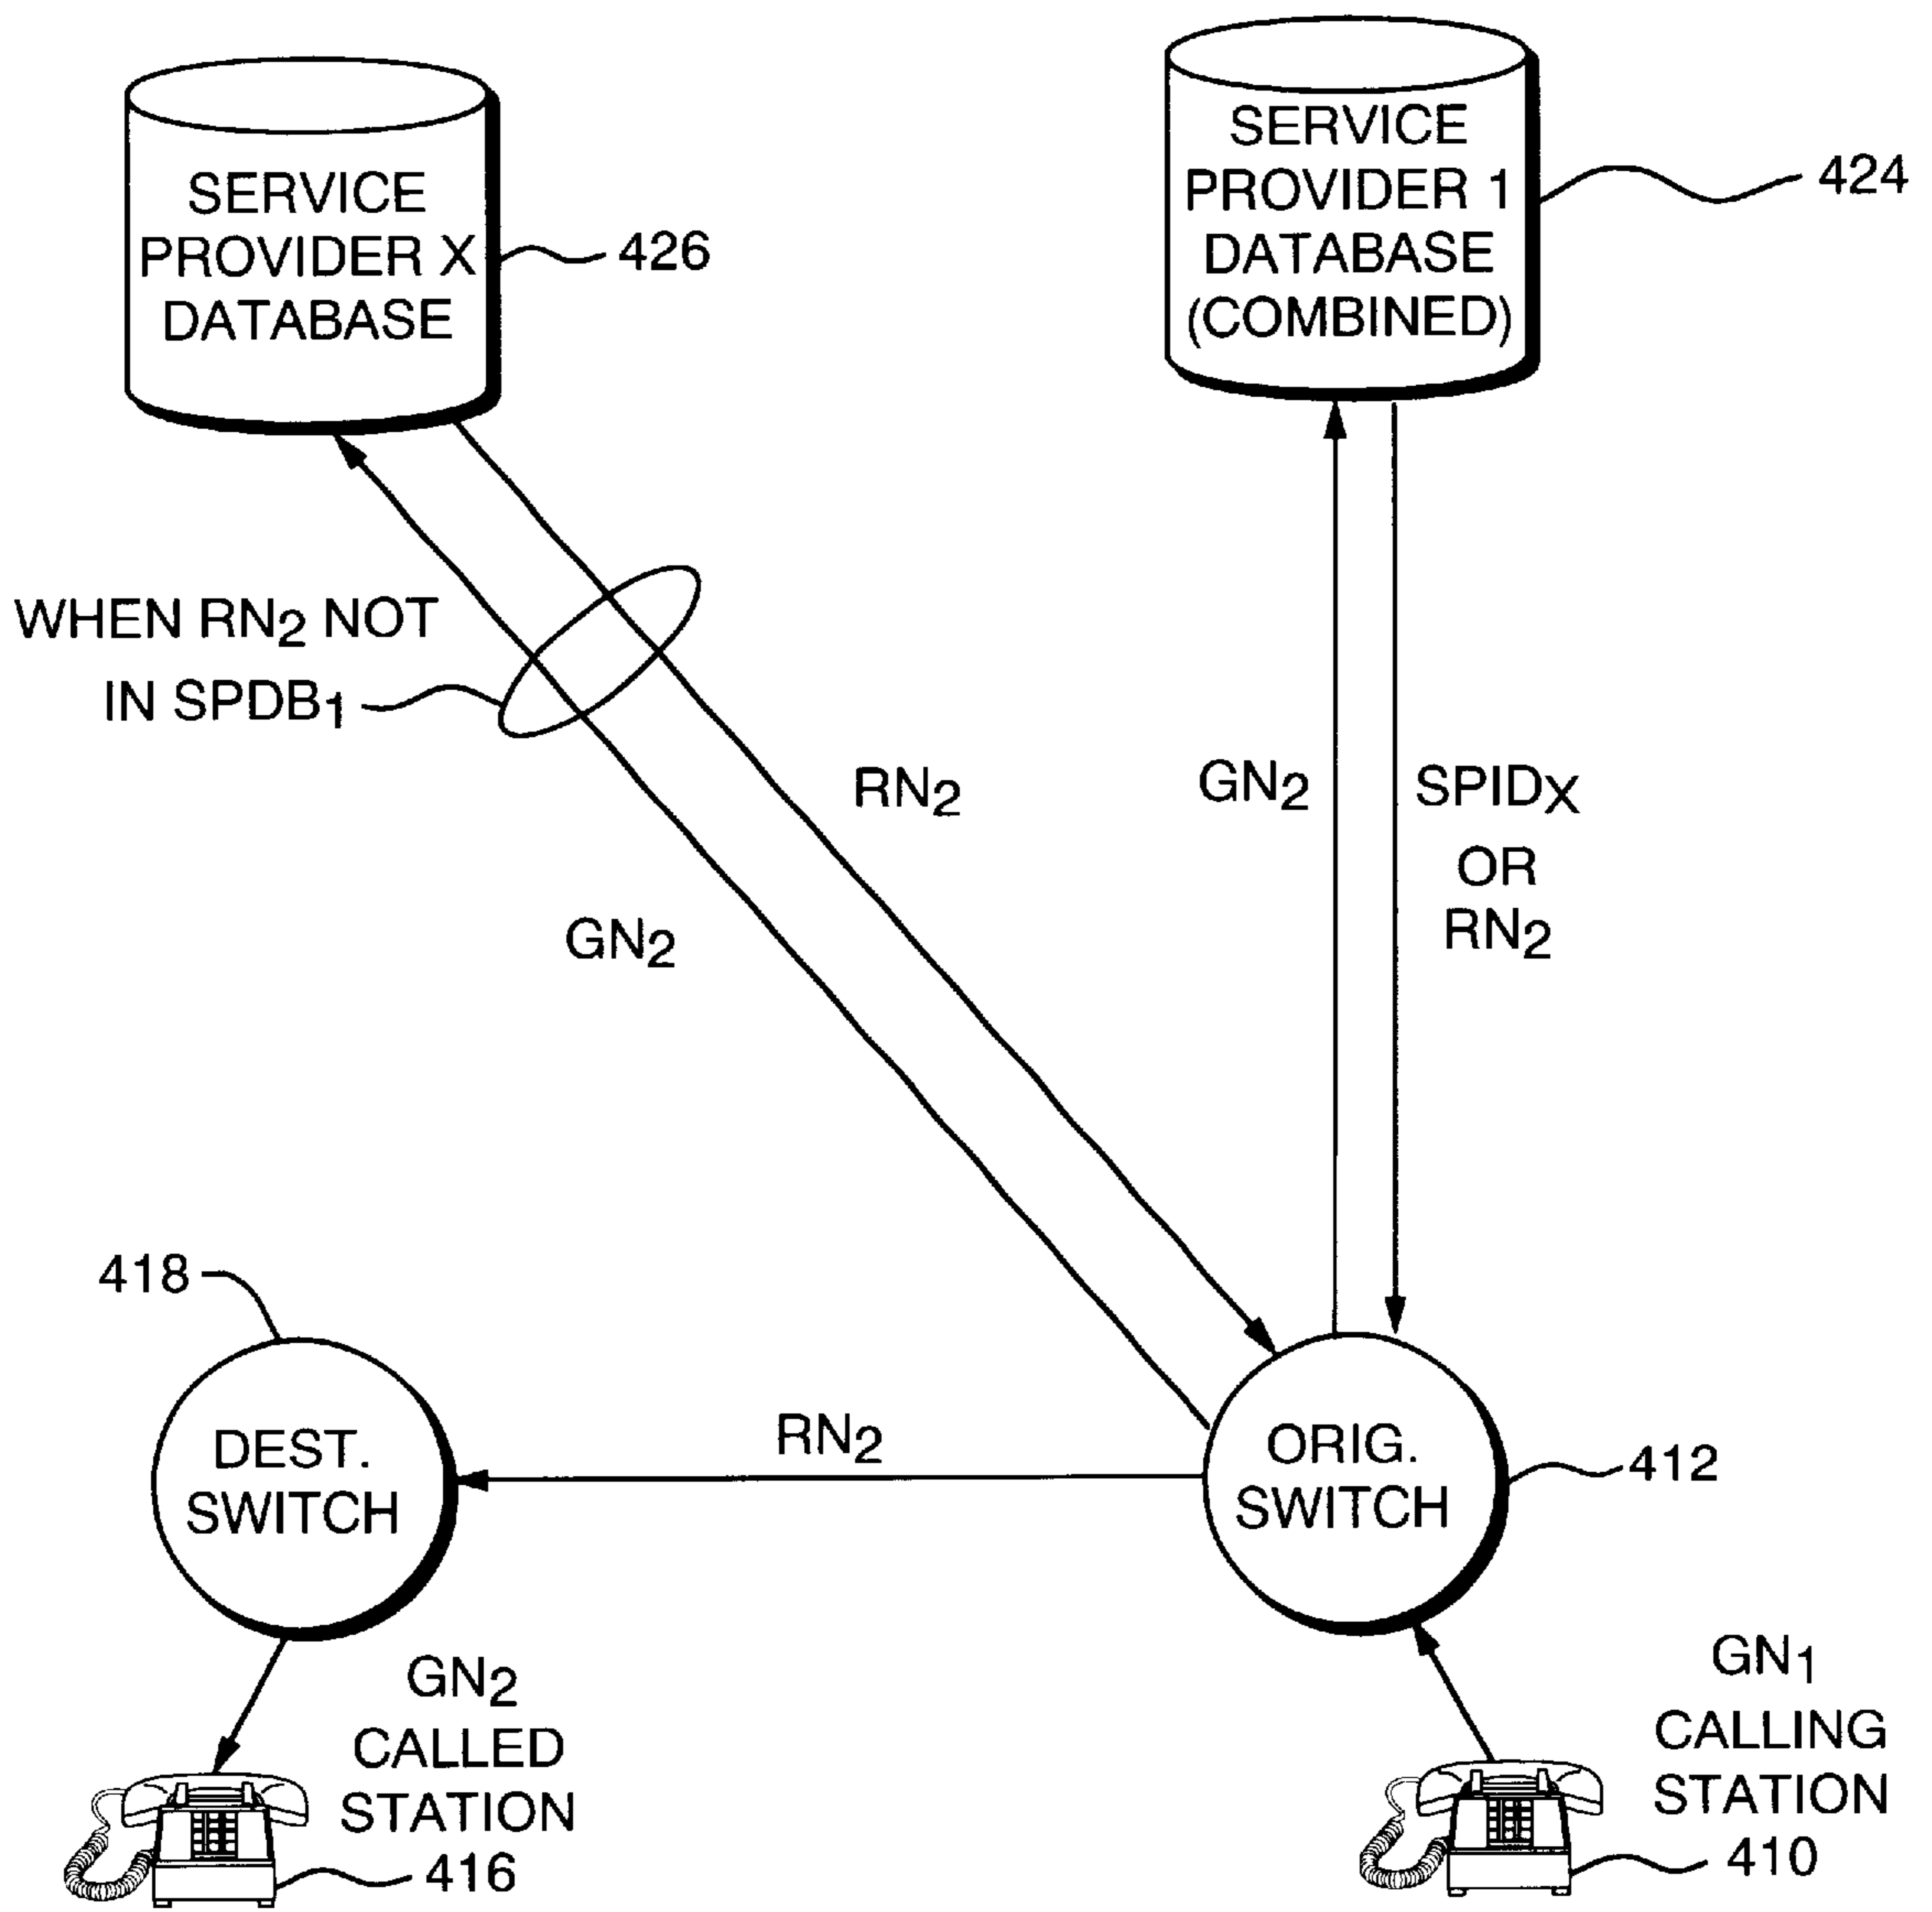 SERVICE
PROVIDER X
DATABASE
426
SERVICE
PROVIDER 1
DATABASE
(COMBINED)
424
WHEN RN2 NOT
IN SPDB1
RN2
GN2
GN2
SPIDX
OR
RN2
418
DEST.
SWITCH
RN2
ORIG.
SWITCH
412
GN2
CALLED
STATION
416
GN1
CALLING
STATION
410